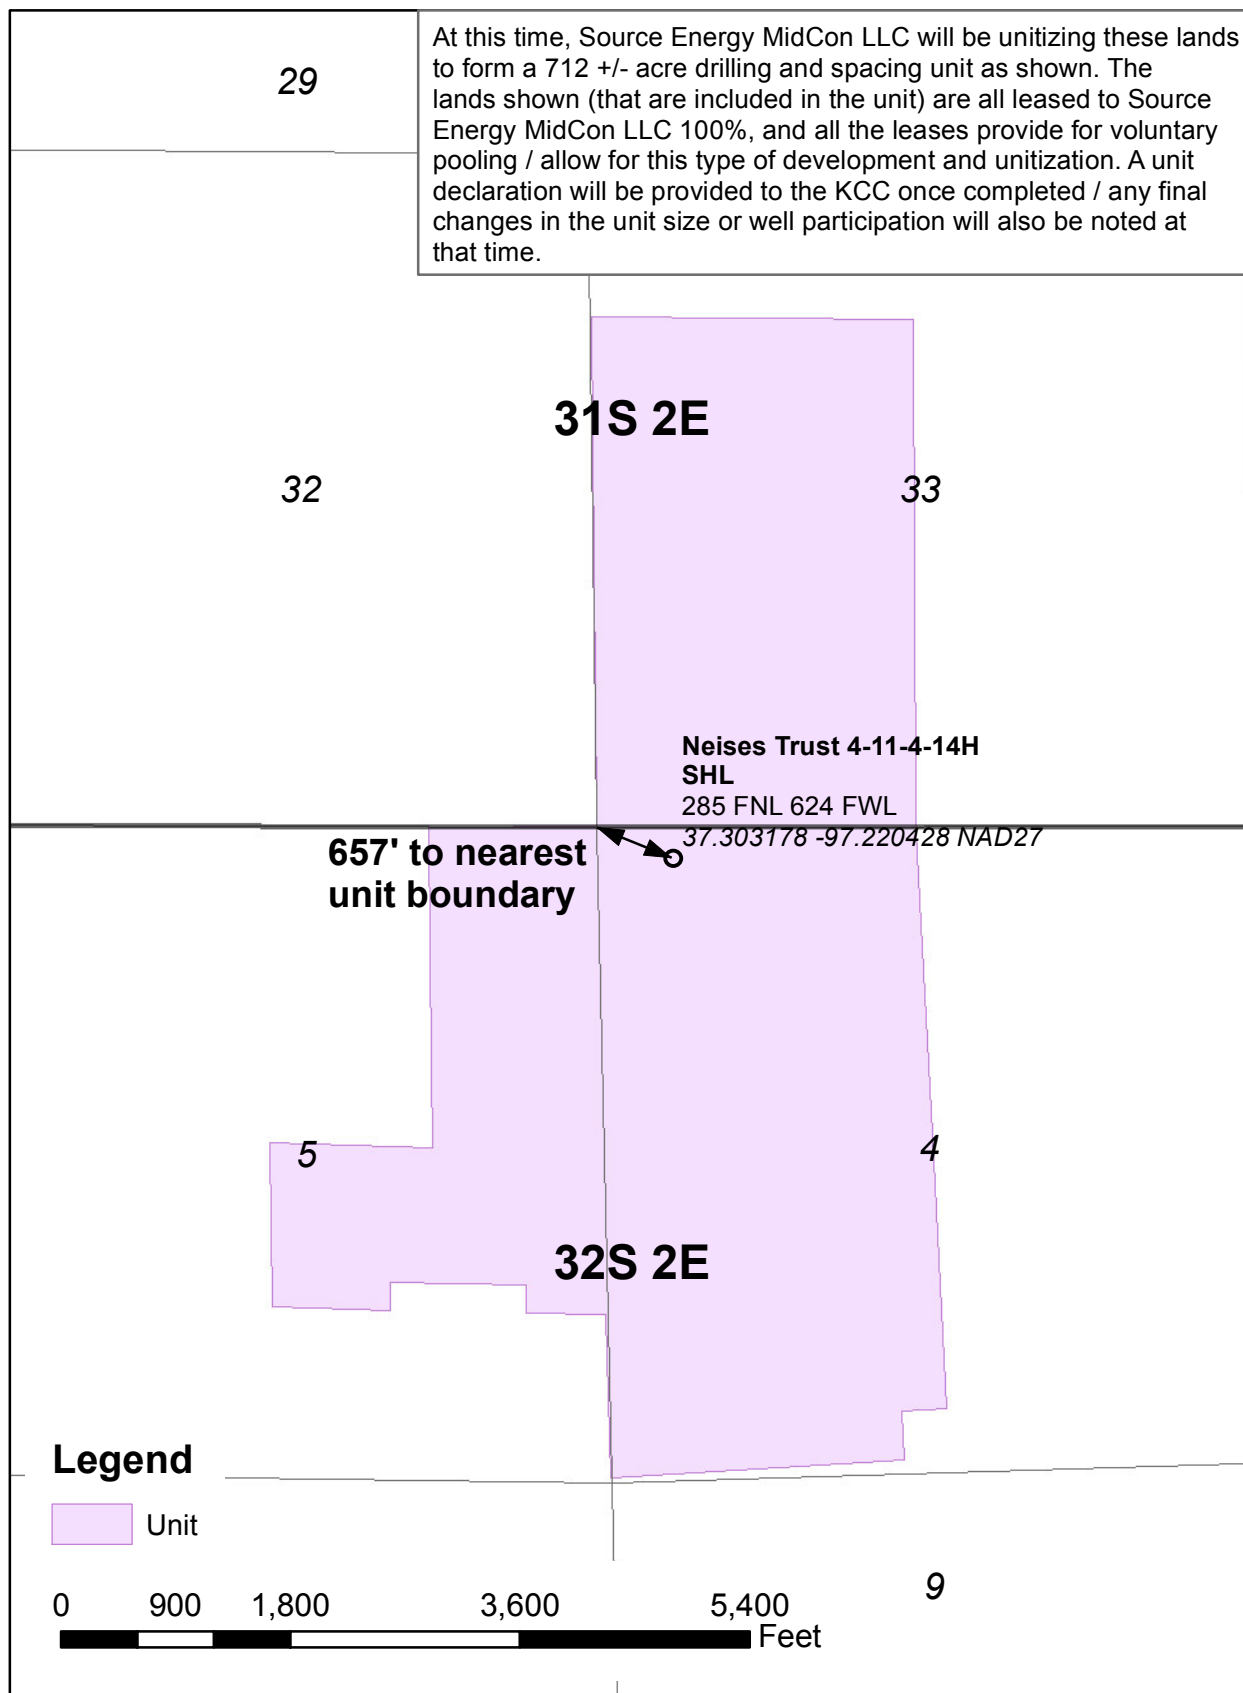 At this time, Source Energy MidCon LLC will be unitizing these lands
to form a 712 +/- acre drilling and spacing unit as shown. The
lands shown (that are included in the unit) are all leased to Source
Energy MidCon LLC 100%, and all the leases provide for voluntary
pooling / allow for this type of development and unitization. A unit
declaration will be provided to the KCC once completed / any final
changes in the unit size or well participation will also be noted at
that time.
29
31S 2E
32
33
Neises Trust 4-11-4-14H
SHL
285 FNL 624 FWL
37.303178 -97.220428 NAD27
657' to nearest
unit boundary
5
4
32S 2E
Legend
Unit
9
0 900 1,800 3,600 5,400
Feet